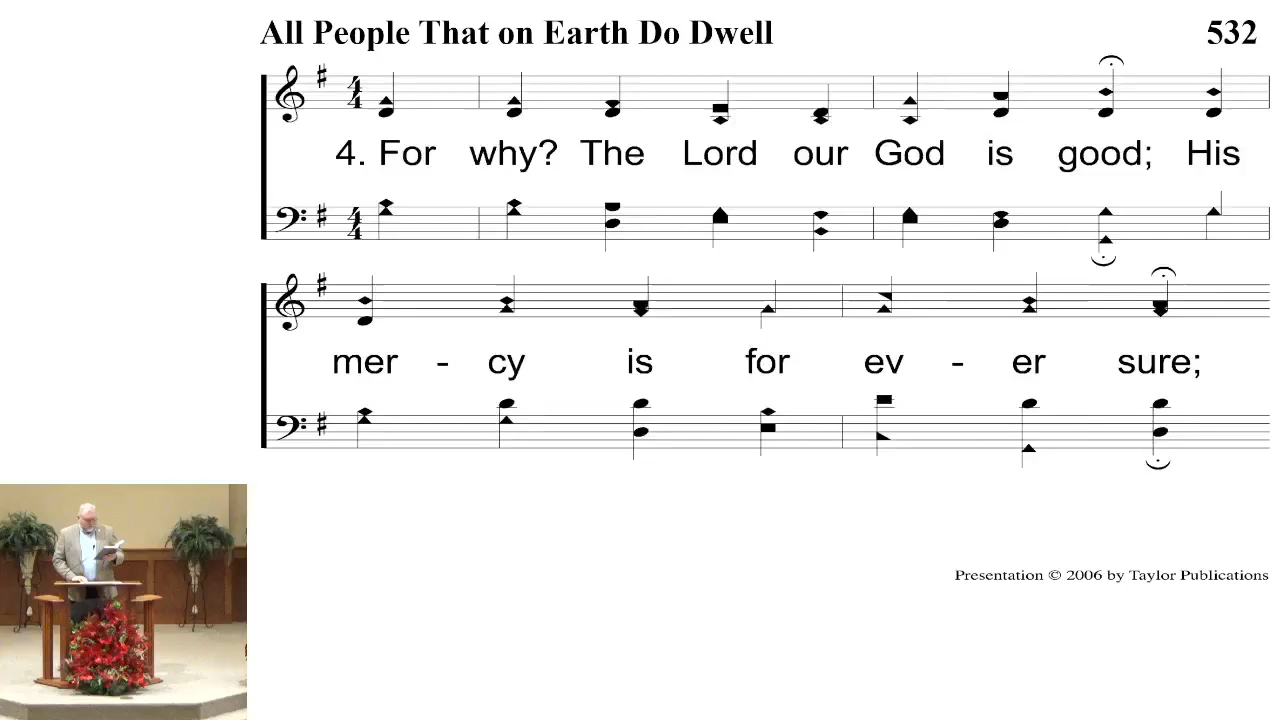 All People That on Earth Do Dwell 532
4. For why? The Lord our God is good; His
mer - cy is for ev - er sure;
Presentation © 2006 by Taylor Publications